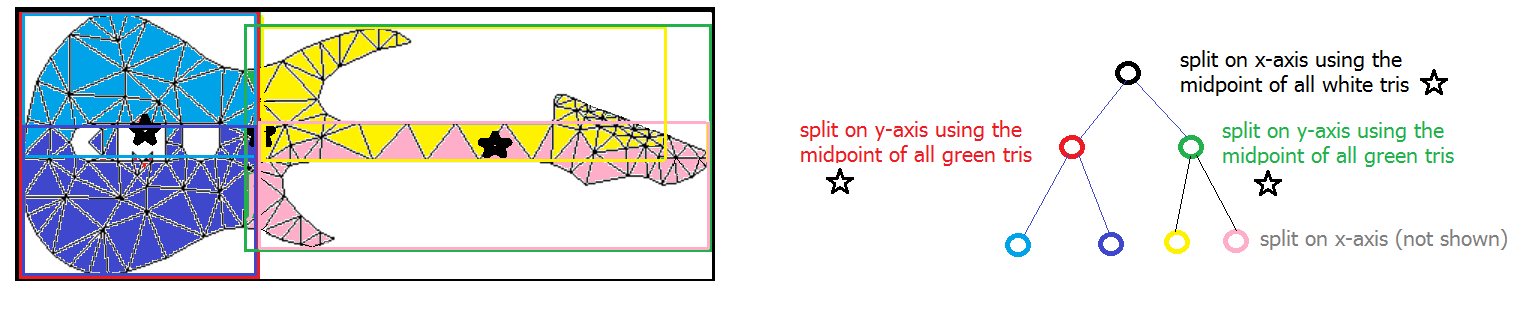 split on x-axis using the
midpoint of all white tris
split on y-axis using the
midpoint of all green tris
split on y-axis using the
midpoint of all green tris
split on x-axis (not shown)